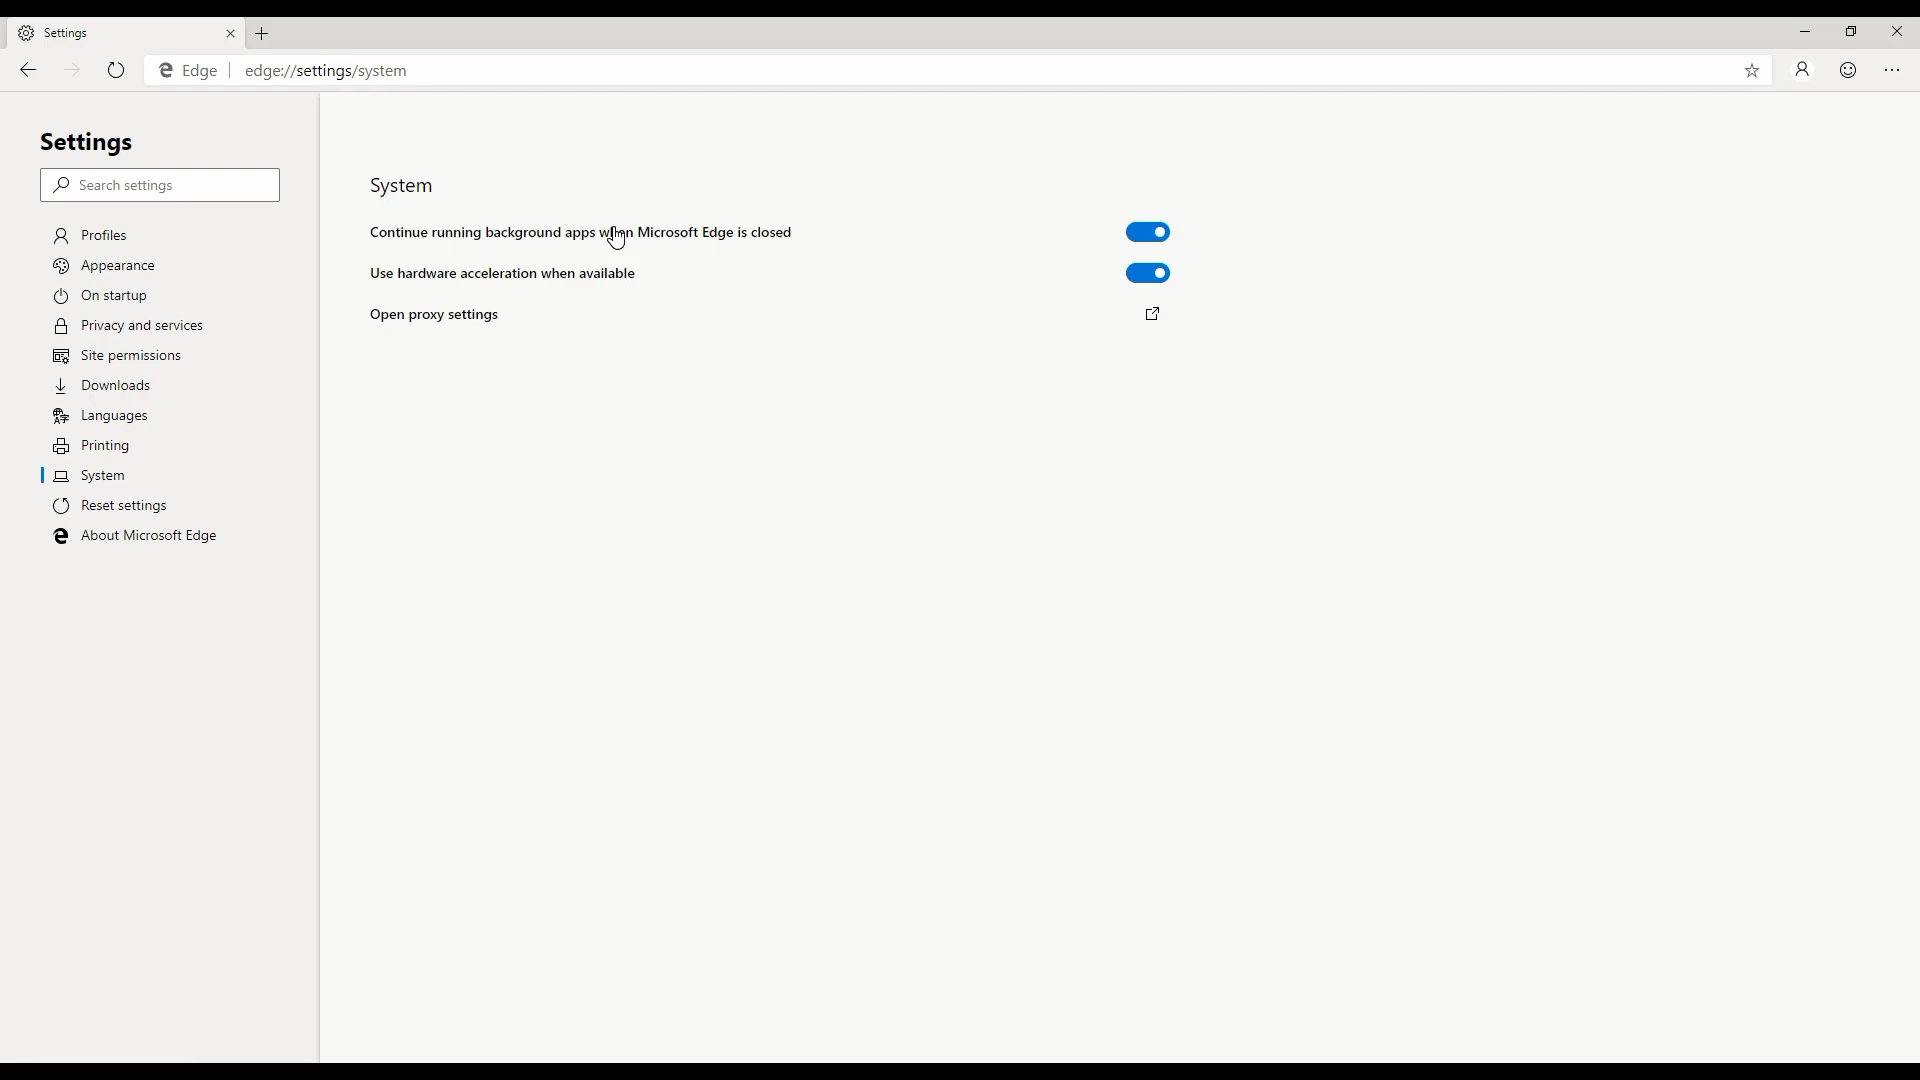 Settings
Edge | edge://settings/system
Settings
Search settings
Profiles
Appearance
On startup
Privacy and services
Site permissions
Downloads
Languages
Printing
System
Reset settings
About Microsoft Edge
System
Continue running background apps when Microsoft Edge is closed
Use hardware acceleration when available
Open proxy settings